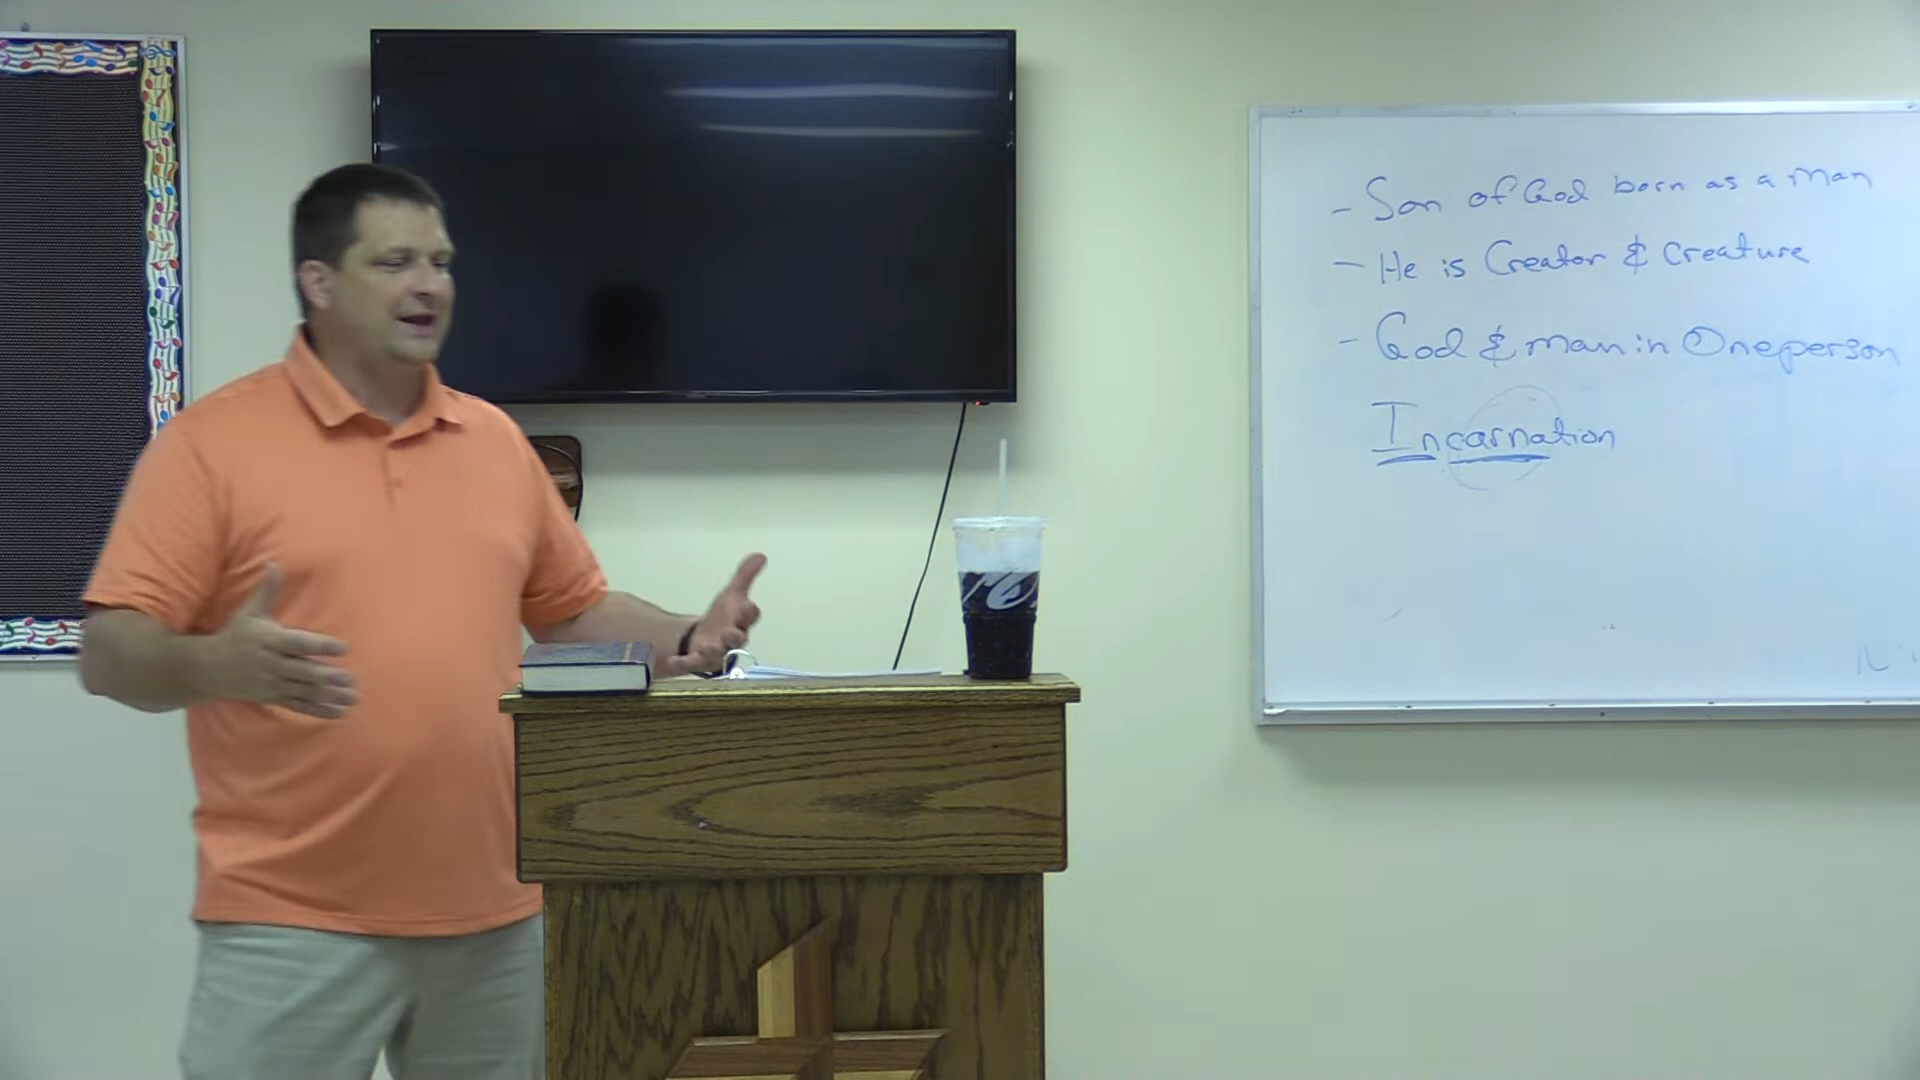 - Son of God born as a man
- He is Creator & Creature
- God & man in One person
Incarnation